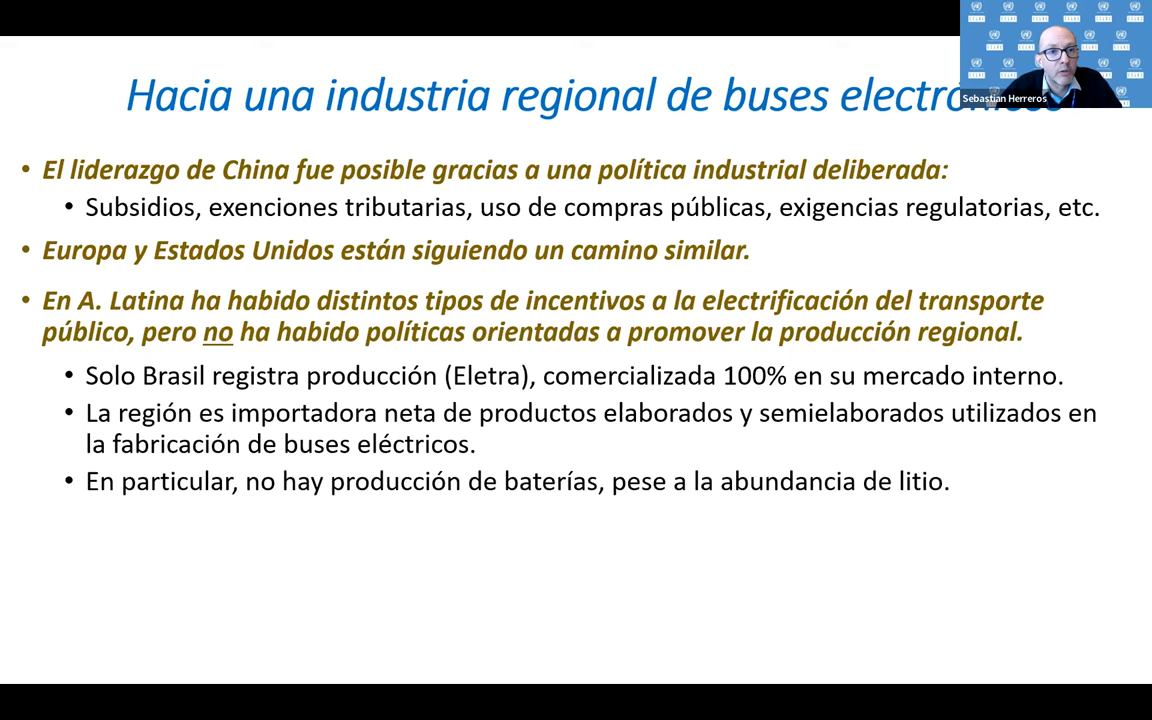 Hacia una industria regional de buses
Sebastian Herreros
• El liderazgo de China fue posible gracias a una política industrial deliberada:
• Subsidios, exenciones tributarias, uso de compras públicas, exigencias regulatorias, etc.
• Europa y Estados Unidos están siguiendo un camino similar.
• En A. Latina ha habido distintos tipos de incentivos a la electrificación del transporte
público, pero no ha habido políticas orientadas a promover la producción regional.
• Solo Brasil registra producción (Eletra), comercializada 100% en su mercado interno.
• La región es importadora neta de productos elaborados y semielaborados utilizados en
la fabricación de buses eléctricos.
• En particular, no hay producción de baterías, pese a la abundancia de litio.